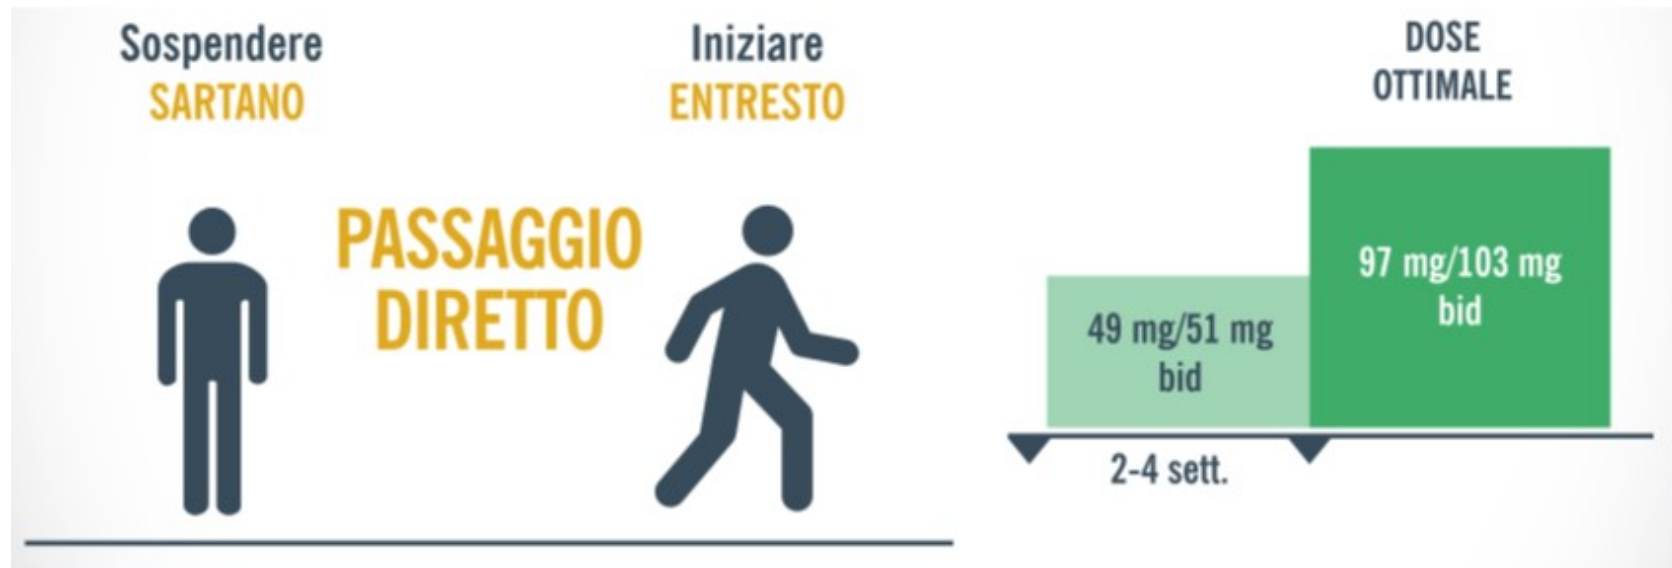 Sospendere
SARTANO
PASSAGGIO
DIRETTO
Iniziare
ENTRESTO
DOSE
OTTIMALE
49 mg/51 mg
bid
97 mg/103 mg
bid
2-4 sett.